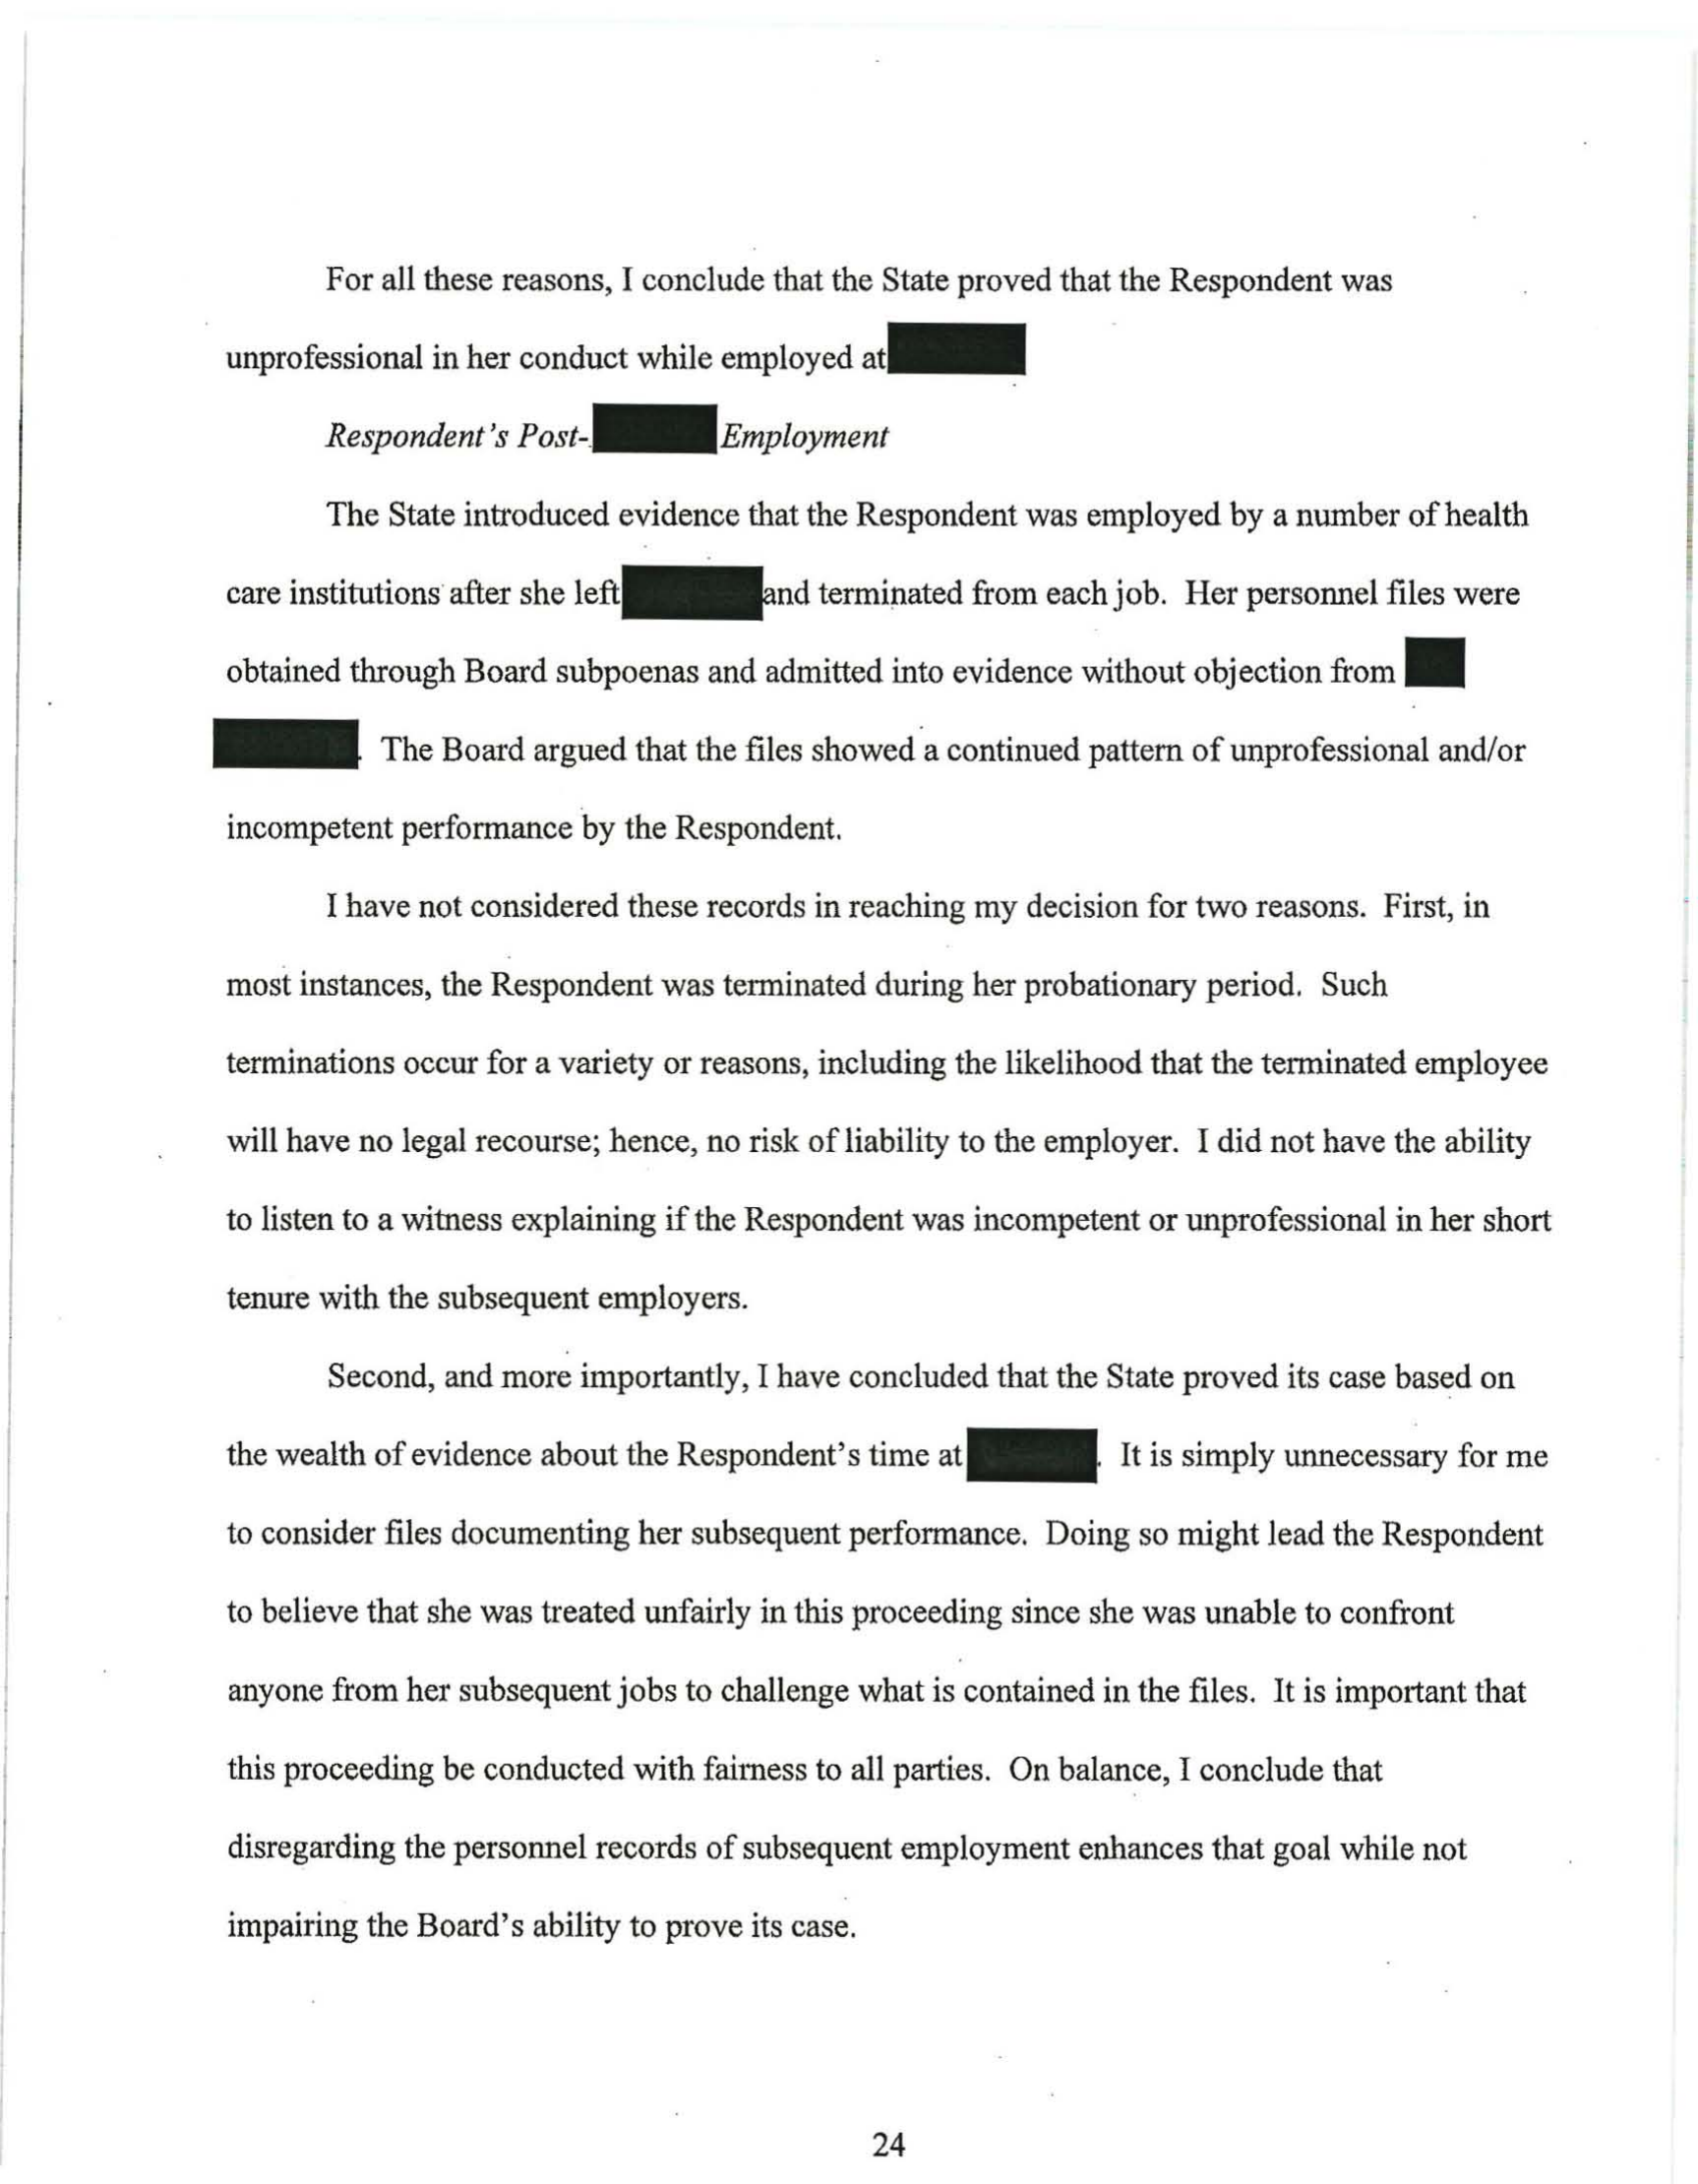 For all these reasons, I conclude that the State proved that the Respondent was
unprofessional in her conduct while employed at
Respondent's Post- Employment
The State introduced evidence that the Respondent was employed by a number of health
care institutions after she left and terminated from each job. Her personnel files were
obtained through Board subpoenas and admitted into evidence without objection from
. The Board argued that the files showed a continued pattern of unprofessional and/or
incompetent performance by the Respondent.
I have not considered these records in reaching my decision for two reasons. First, in
most instances, the Respondent was terminated during her probationary period. Such
terminations occur for a variety or reasons, including the likelihood that the terminated employee
will have no legal recourse; hence, no risk of liability to the employer. I did not have the ability
to listen to a witness explaining if the Respondent was incompetent or unprofessional in her short
tenure with the subsequent employers.
Second, and more importantly, I have concluded that the State proved its case based on
the wealth of evidence about the Respondent's time at . It is simply unnecessary for me
to consider files documenting her subsequent performance. Doing so might lead the Respondent
to believe that she was treated unfairly in this proceeding since she was unable to confront
anyone from her subsequent jobs to challenge what is contained in the files. It is important that
this proceeding be conducted with fairness to all parties. On balance, I conclude that
disregarding the personnel records of subsequent employment enhances that goal while not
impairing the Board's ability to prove its case.
24